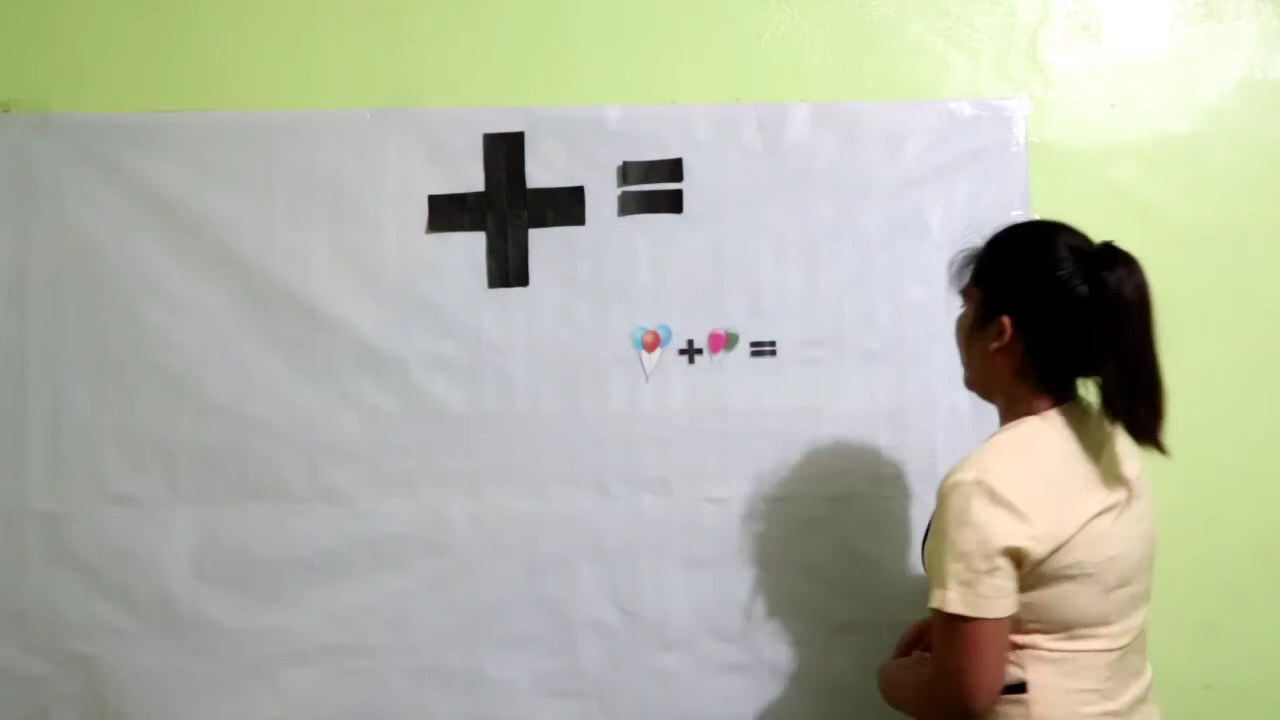 + =
+ =